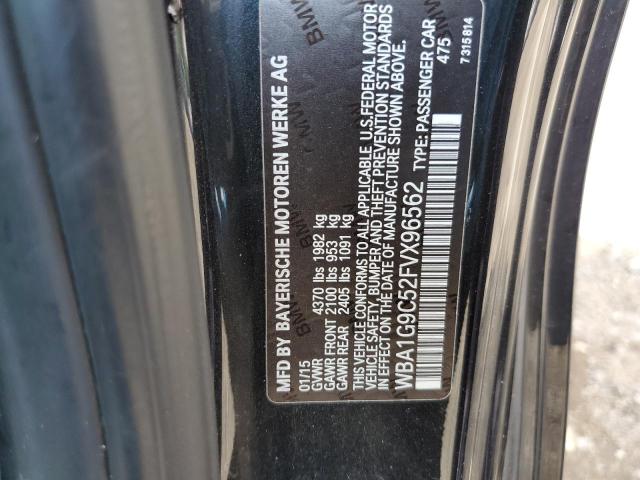 MFD BY BAYERISCHE MOTOREN WERKE AG
01/15
GVWR 4370 lbs 1982 kg
GAWR FRONT 2100 lbs 953 kg
GAWR REAR 2405 lbs 1091 kg
THIS VEHICLE CONFORMS TO ALL APPLICABLE U.S.FEDERAL MOTOR
VEHICLE SAFETY, BUMPER AND THEFT PREVENTION STANDARDS
IN EFFECT ON THE DATE OF MANUFACTURE SHOWN ABOVE.
WBA1G9C52FVX96562 TYPE: PASSENGER CAR
475
7 315 814